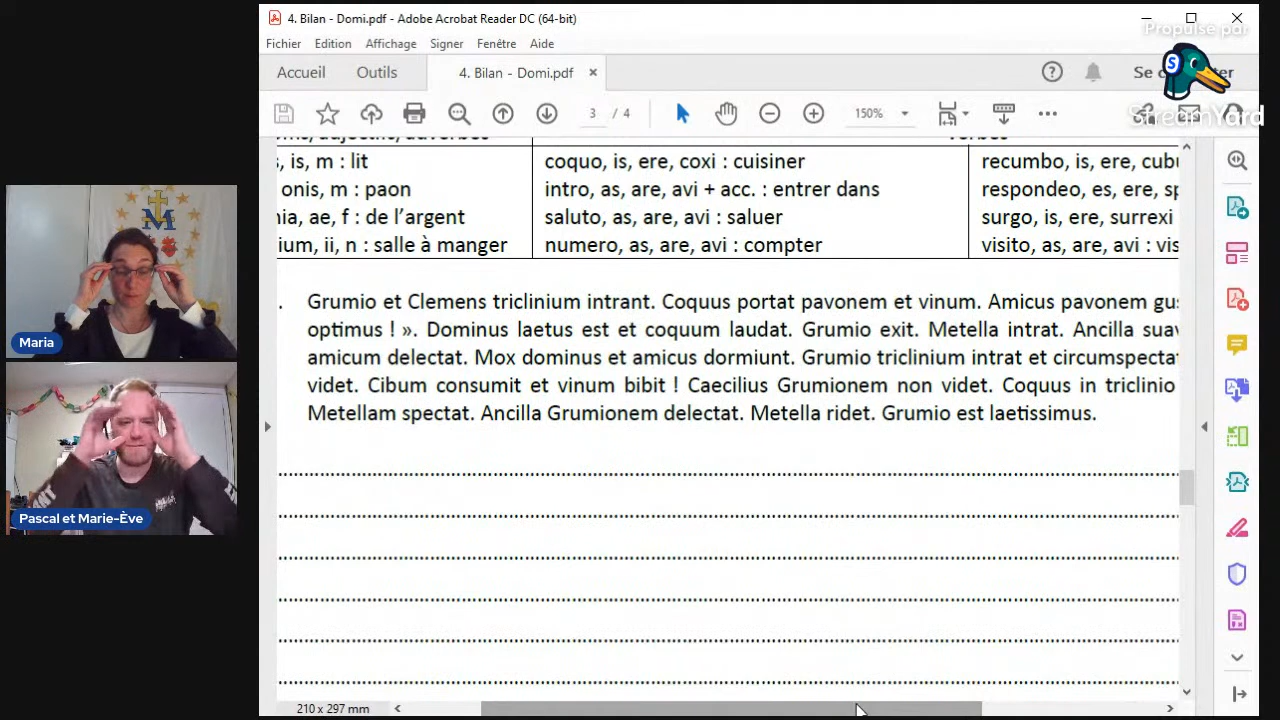 4. Bilan - Domi.pdf - Adobe Acrobat Reader DC (64-bit)
Propulsé par
StreamYard
Fichier Edition Affichage Signer Fenêtre Aide
Accueil Outils 4. Bilan - Domi.pdf
3 / 4 150%
is, m : lit
onis, m : paon
ae, f : de l’argent
ii, n : salle à manger
coquo, is, ere, coxi : cuisiner
intro, as, are, avi + acc. : entrer dans
saluto, as, are, avi : saluer
numero, as, are, avi : compter
recumbo, is, ere,
respondeo, es, ere,
surgo, is, ere, surrexi
visito, as, are, avi :
Grumio et Clemens triclinium intrant. Coquus portat pavonem et vinum. Amicus pavonem
optimus ! ». Dominus laetus est et coquum laudat. Grumio exit. Metella intrat. Ancilla
amicum delectat. Mox dominus et amicus dormiunt. Grumio triclinium intrat et circumspectat
videt. Cibum consumit et vinum bibit ! Caecilius Grumionem non videt. Coquus in triclinio
Metellam spectat. Ancilla Grumionem delectat. Metella ridet. Grumio est laetissimus.
210 x 297 mm
Maria
Pascal et Marie-Ève